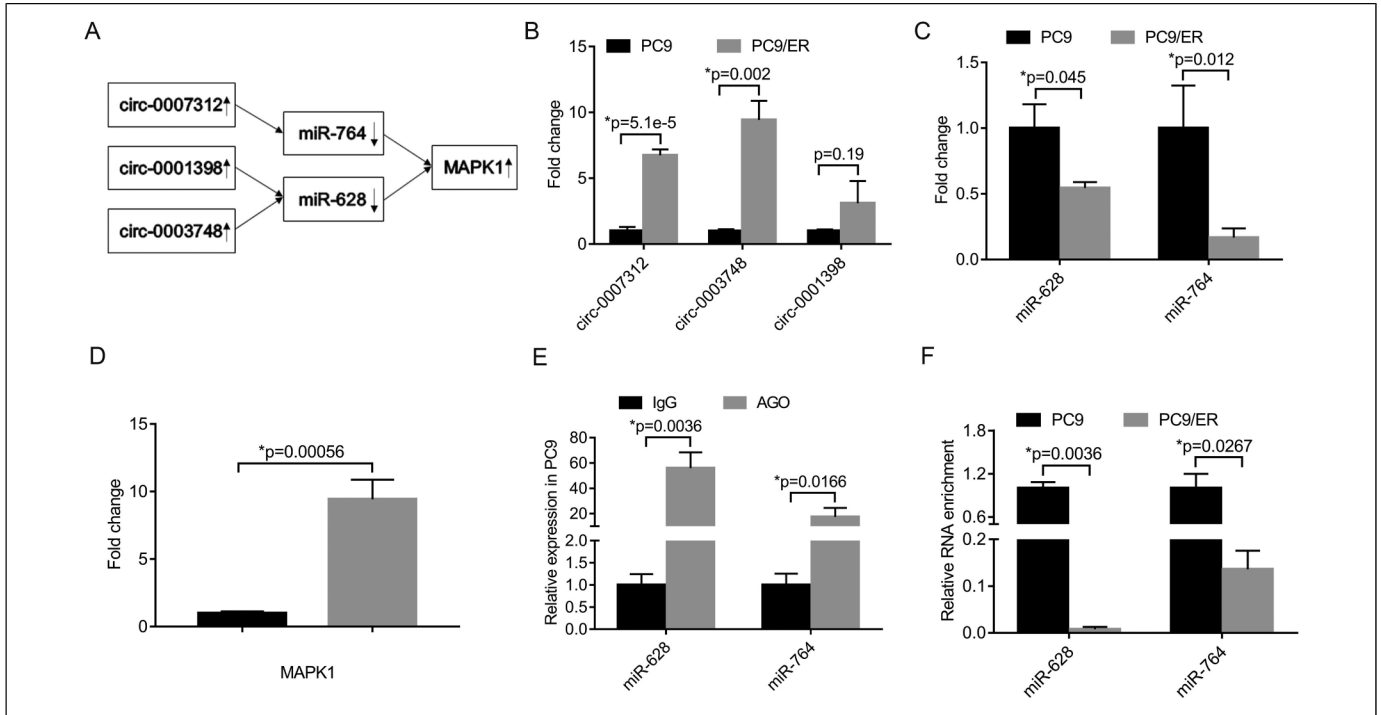 A
circ-0007312↑
circ-0001398↑
circ-0003748↑
miR-764↓
miR-628↓
MAPK1↑
B
PC9 PC9/ER
Fold change
15
10
5
0
*p=5.1e-5
*p=0.002
p=0.19
circ-0007312
circ-0003748
circ-0001398
C
PC9 PC9/ER
Fold change
1.5
1.0
0.5
0.0
*p=0.045
*p=0.012
miR-628
miR-764
D
Fold change
15
10
5
0
*p=0.00056
MAPK1
E
IgG AGO
Relative expression in PC9
80
60
40
20
2.0
1.5
1.0
0.5
0.0
*p=0.0036
*p=0.0166
miR-628
miR-764
F
PC9 PC9/ER
Relative RNA enrichment
1.8
1.2
0.6
0.2
0.1
0.0
*p=0.0036
*p=0.0267
miR-628
miR-764